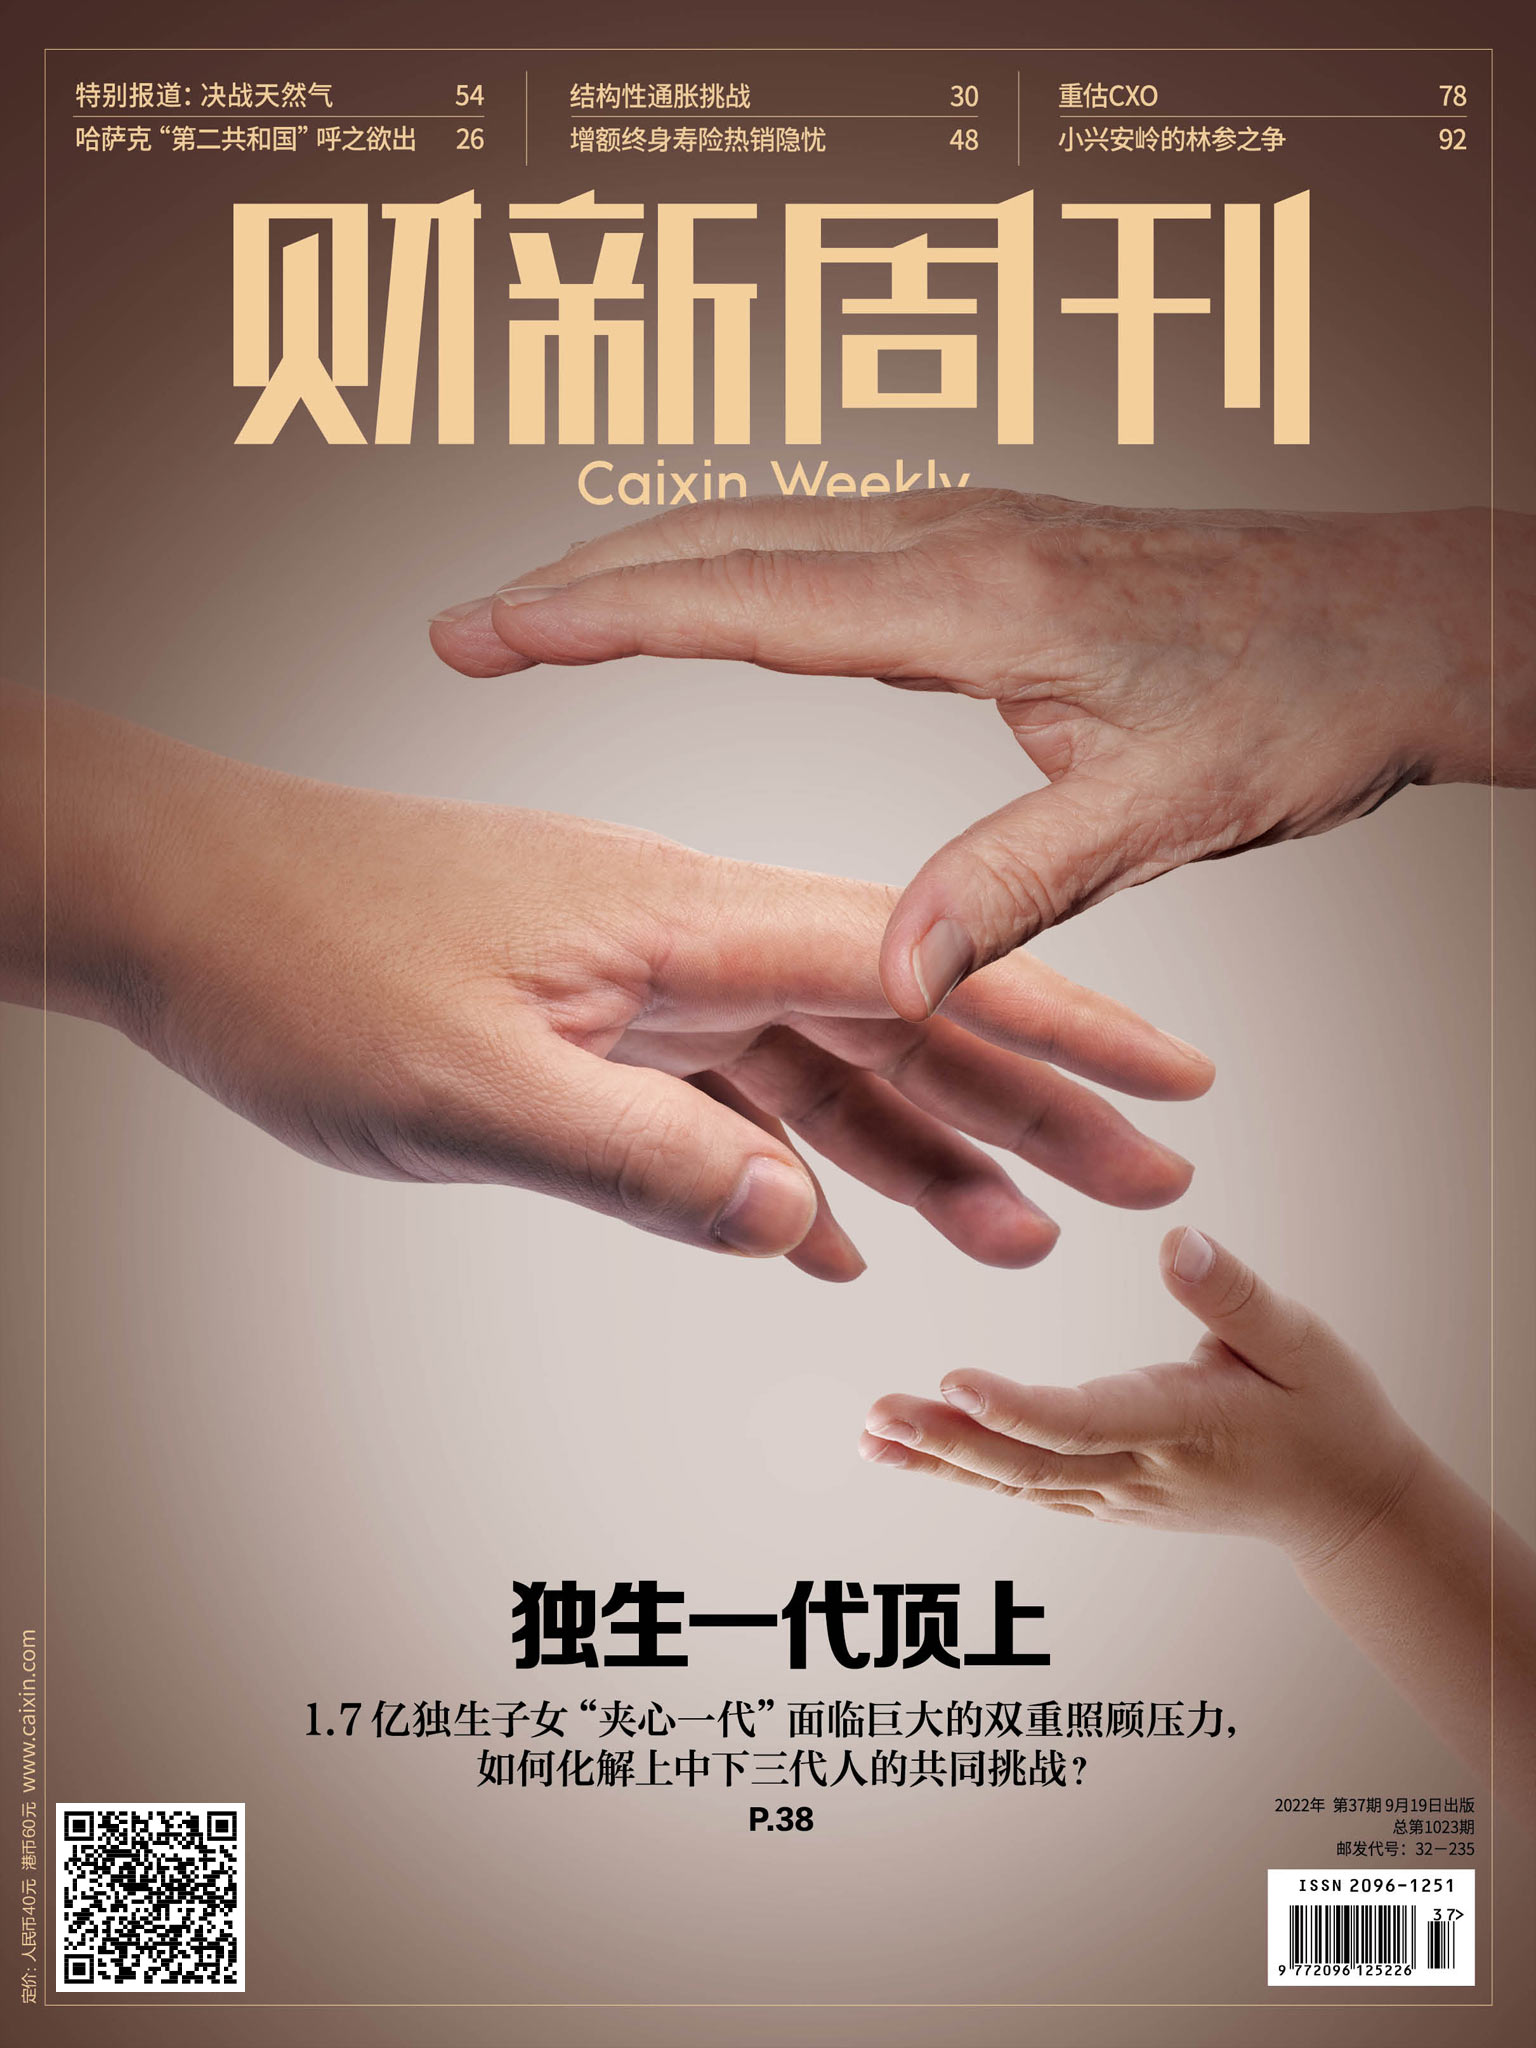 特别报道：决战天然气 54
哈萨克“第二共和国”呼之欲出 26
结构性通胀挑战 30
增额终身寿险热销隐忧 48
重估CXO 78
小兴安岭的林参之争 92
财新周刊
Caixin Weekly
独生一代顶上
1.7亿独生子女“夹心一代”面临巨大的双重照顾压力，
如何化解上中下三代人的共同挑战？
P.38
定价：人民币40元 港币60元 www.caixin.com
2022年 第37期 9月19日出版
总第1023期
邮发代号：32－235
ISSN 2096-1251
37>
9 772096 125226